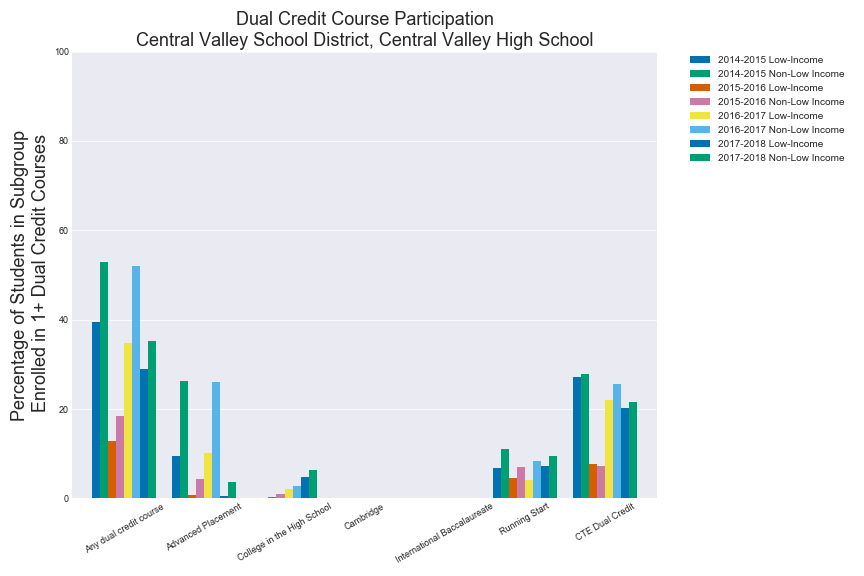 Dual Credit Course Participation
Central Valley School District, Central Valley High School
Percentage of Students in Subgroup
Enrolled in 1+ Dual Credit Courses
100
80
60
40
20
0
Any dual credit course
Advanced Placement
College in the High School
Cambridge
International Baccalaureate
Running Start
CTE Dual Credit
2014-2015 Low-Income
2014-2015 Non-Low Income
2015-2016 Low-Income
2015-2016 Non-Low Income
2016-2017 Low-Income
2016-2017 Non-Low Income
2017-2018 Low-Income
2017-2018 Non-Low Income